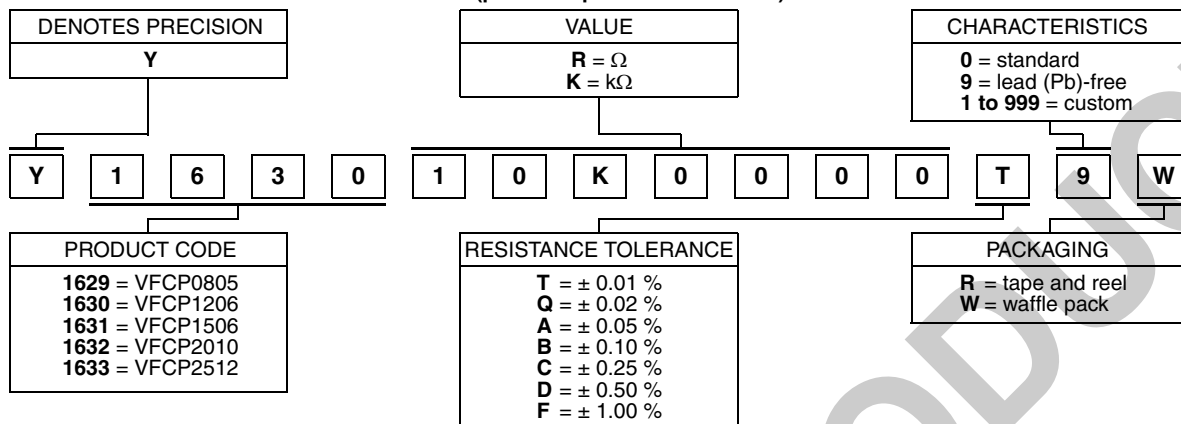 DENOTES PRECISION
Y
VALUE
R = Ω
K = kΩ
CHARACTERISTICS
0 = standard
9 = lead (Pb)-free
1 to 999 = custom
Y 1 6 3 0 1 0 K 0 0 0 0 T 9 W
PRODUCT CODE
1629 = VFCP0805
1630 = VFCP1206
1631 = VFCP1506
1632 = VFCP2010
1633 = VFCP2512
RESISTANCE TOLERANCE
T = ± 0.01 %
Q = ± 0.02 %
A = ± 0.05 %
B = ± 0.10 %
C = ± 0.25 %
D = ± 0.50 %
F = ± 1.00 %
PACKAGING
R = tape and reel
W = waffle pack